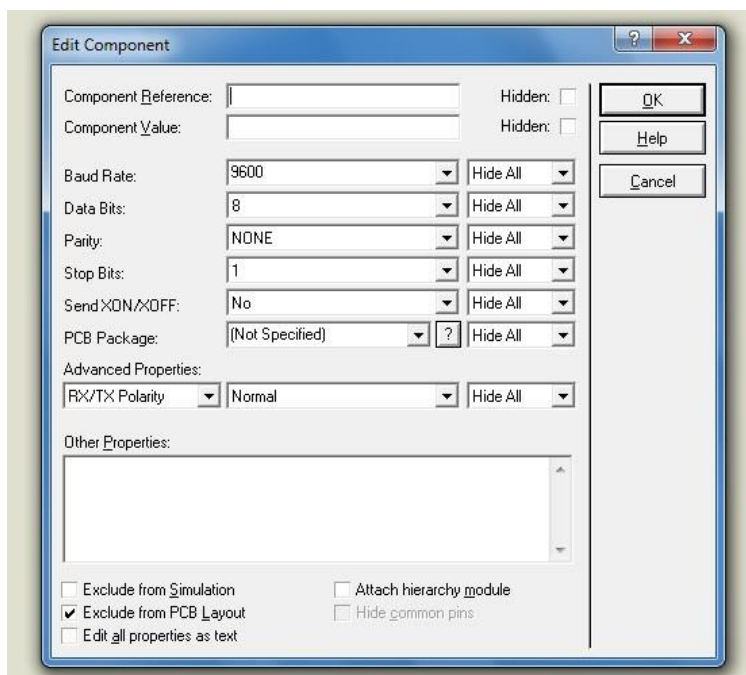 Edit Component
Component Reference: Hidden:
Component Value: Hidden:
Baud Rate: 9600 Hide All
Data Bits: 8 Hide All
Parity: NONE Hide All
Stop Bits: 1 Hide All
Send XON/XOFF: No Hide All
PCB Package: (Not Specified) ? Hide All
Advanced Properties:
RX/TX Polarity Normal Hide All
Other Properties:
Exclude from Simulation Attach hierarchy module
Exclude from PCB Layout Hide common pins
Edit all properties as text
?
OK
Help
Cancel